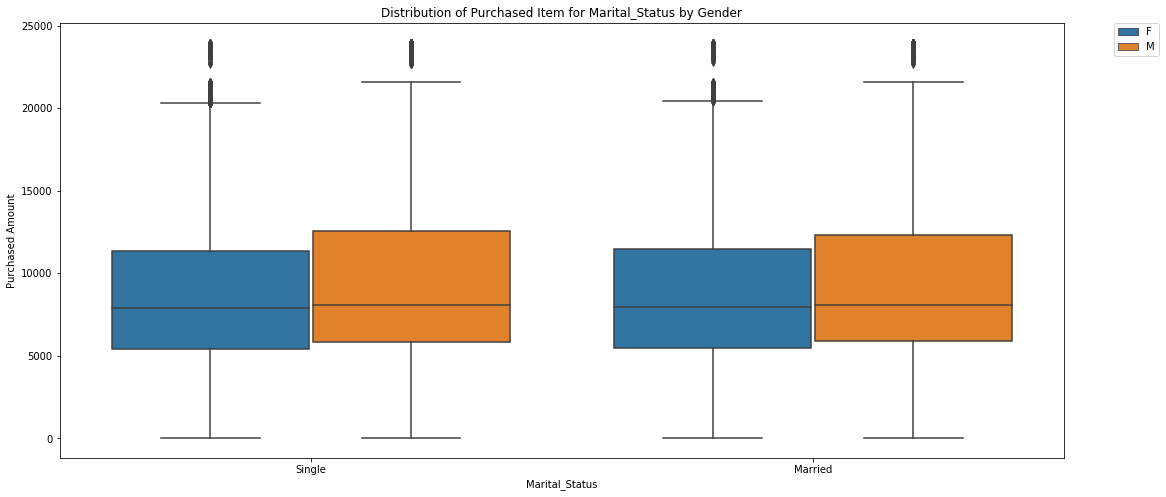 Distribution of Purchased Item for Marital_Status by Gender
F
M
25000
20000
15000
10000
5000
0
Purchased Amount
Single
Married
Marital_Status